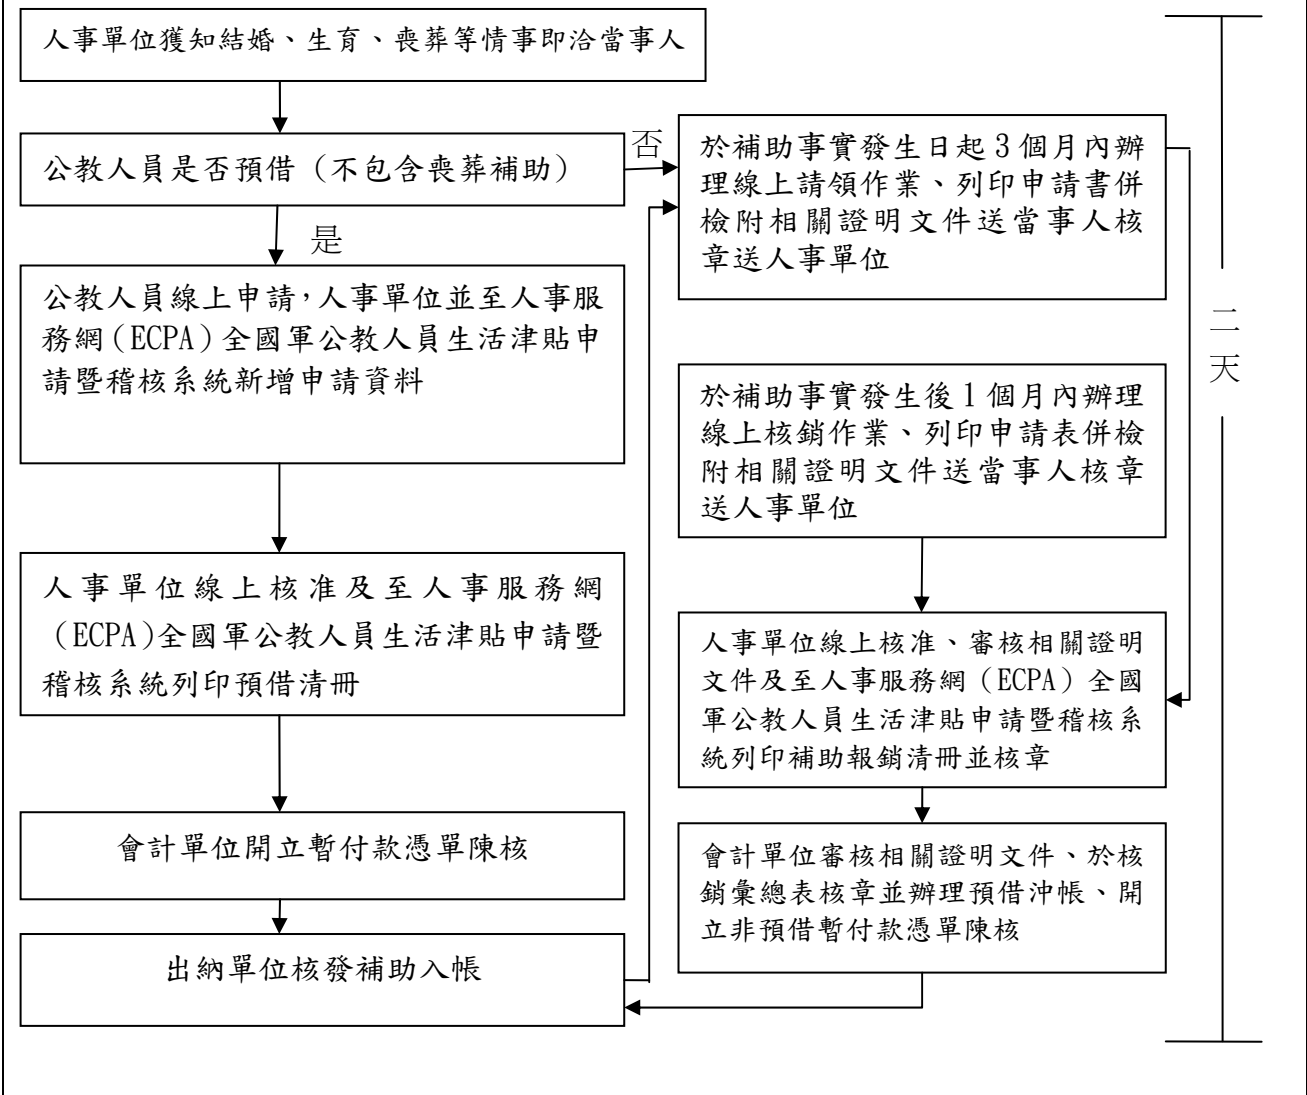 人事單位獲知結婚、生育、喪葬等情事即洽當事人
公教人員是否預借（不包含喪葬補助）
否
是
公教人員線上申請，人事單位並至人事服
務網（ECPA）全國軍公教人員生活津貼申
請暨稽核系統新增申請資料
人事單位線上核准及至人事服務網
（ECPA)全國軍公教人員生活津貼申請暨
稽核系統列印預借清冊
會計單位開立暫付款憑單陳核
出納單位核發補助入帳
於補助事實發生日起3個月內辦
理線上請領作業、列印申請書併
檢附相關證明文件送當事人核
章送人事單位
於補助事實發生後1個月內辦理
線上核銷作業、列印申請表併檢
附相關證明文件送當事人核章
送人事單位
人事單位線上核准、審核相關證明
文件及至人事服務網（ECPA）全國
軍公教人員生活津貼申請暨稽核系
統列印補助報銷清冊並核章
會計單位審核相關證明文件、於核
銷彙總表核章並辦理預借沖帳、開
立非預借暫付款憑單陳核
二天